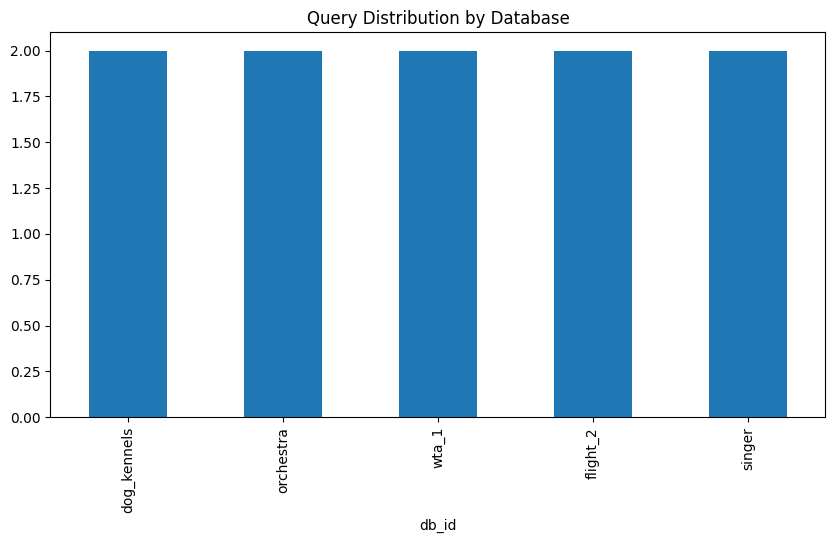 Query Distribution by Database
2.00
1.75
1.50
1.25
1.00
0.75
0.50
0.25
0.00
dog_kennels
orchestra
wta_1
flight_2
singer
db_id